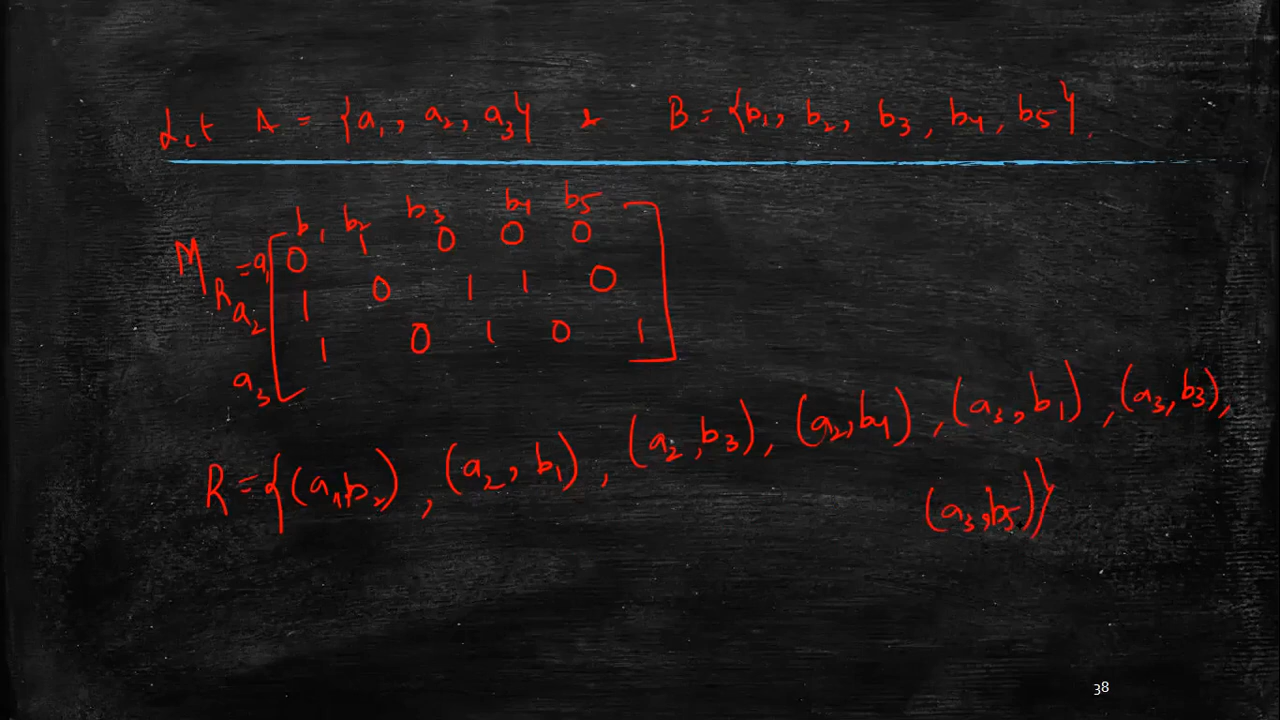 Let A = {a₁, a₂, a₃} & B = {b₁, b₂, b₃, b₄, b₅}.
b₁ b₂ b₃ b₄ b₅
M_R = a₁ [0 1 0 0 0
a₂ 1 0 1 1 0
a₃ 1 0 1 0 1]
R = {(a₁,b₂), (a₂, b₁), (a₂,b₃), (a₂,b₄), (a₃,b₁), (a₃,b₃),
(a₃,b₅)}
38